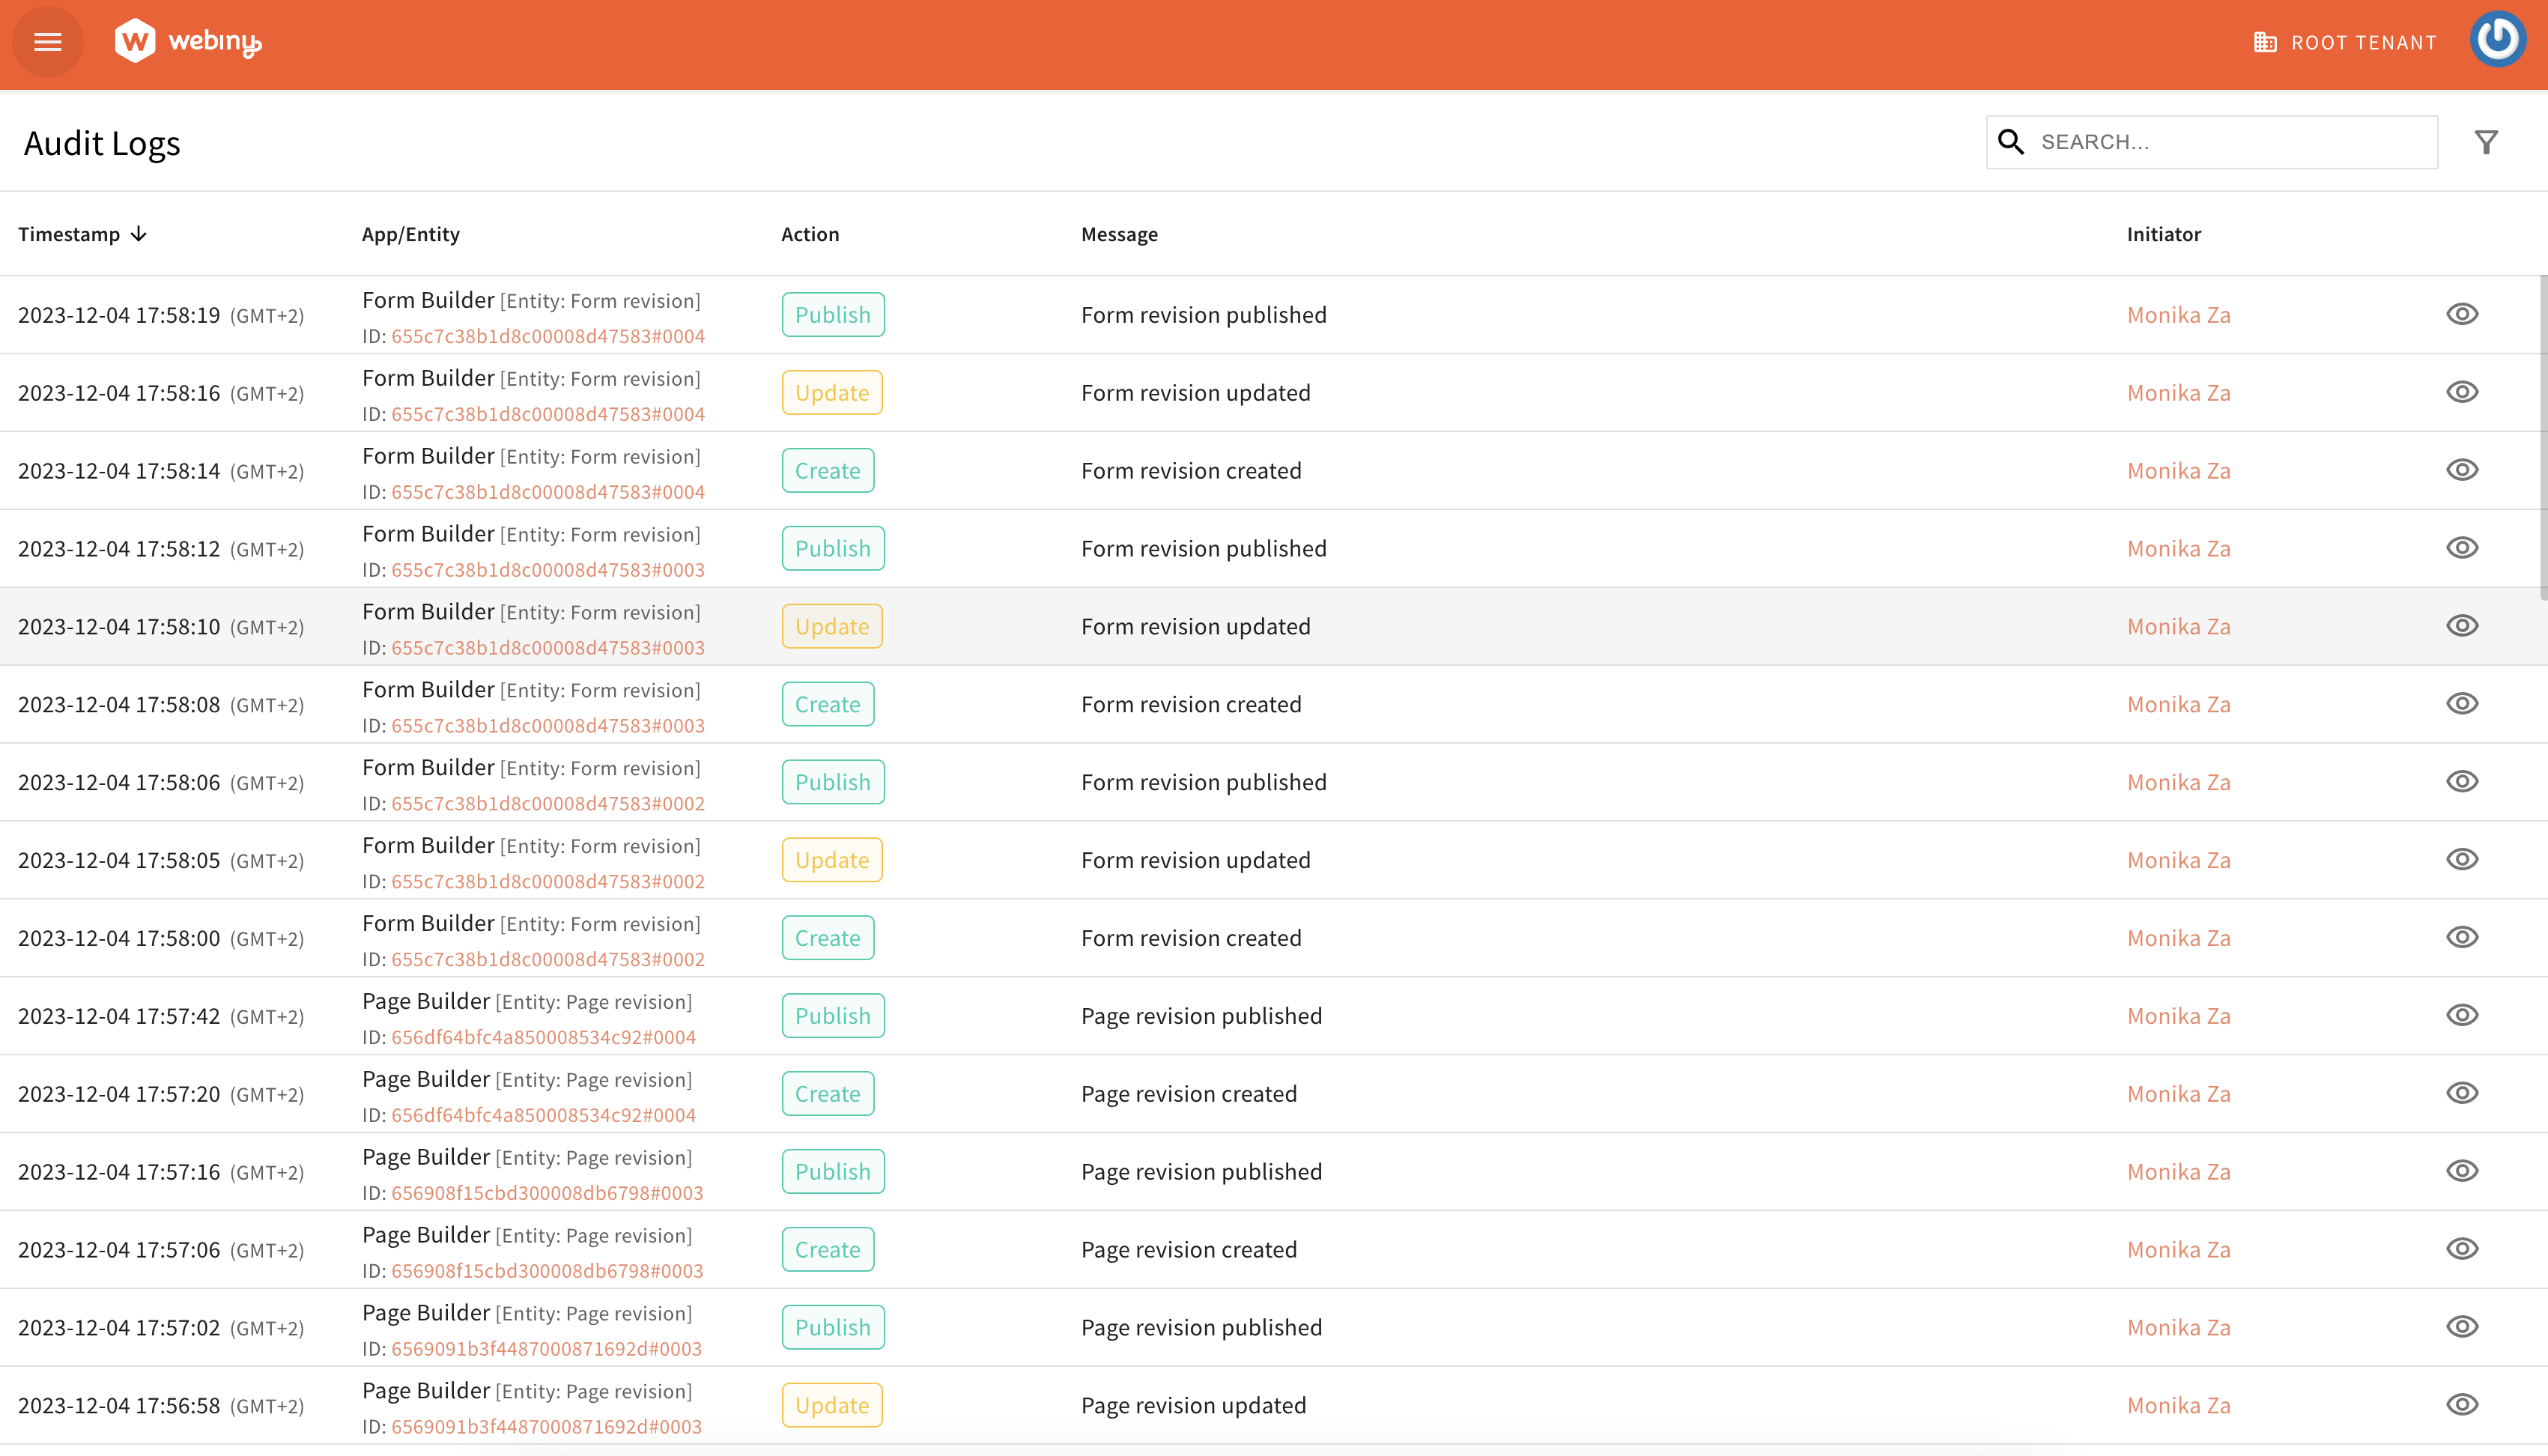 webiny
ROOT TENANT
Audit Logs
SEARCH...
Timestamp App/Entity Action Message Initiator
2023-12-04 17:58:19 (GMT+2) Form Builder [Entity: Form revision] Publish Form revision published Monika Za
ID: 655c7c38b1d8c00008d47583#0004
2023-12-04 17:58:16 (GMT+2) Form Builder [Entity: Form revision] Update Form revision updated Monika Za
ID: 655c7c38b1d8c00008d47583#0004
2023-12-04 17:58:14 (GMT+2) Form Builder [Entity: Form revision] Create Form revision created Monika Za
ID: 655c7c38b1d8c00008d47583#0004
2023-12-04 17:58:12 (GMT+2) Form Builder [Entity: Form revision] Publish Form revision published Monika Za
ID: 655c7c38b1d8c00008d47583#0003
2023-12-04 17:58:10 (GMT+2) Form Builder [Entity: Form revision] Update Form revision updated Monika Za
ID: 655c7c38b1d8c00008d47583#0003
2023-12-04 17:58:08 (GMT+2) Form Builder [Entity: Form revision] Create Form revision created Monika Za
ID: 655c7c38b1d8c00008d47583#0003
2023-12-04 17:58:06 (GMT+2) Form Builder [Entity: Form revision] Publish Form revision published Monika Za
ID: 655c7c38b1d8c00008d47583#0002
2023-12-04 17:58:05 (GMT+2) Form Builder [Entity: Form revision] Update Form revision updated Monika Za
ID: 655c7c38b1d8c00008d47583#0002
2023-12-04 17:58:00 (GMT+2) Form Builder [Entity: Form revision] Create Form revision created Monika Za
ID: 655c7c38b1d8c00008d47583#0002
2023-12-04 17:57:42 (GMT+2) Page Builder [Entity: Page revision] Publish Page revision published Monika Za
ID: 656df64bfc4a850008534c92#0004
2023-12-04 17:57:20 (GMT+2) Page Builder [Entity: Page revision] Create Page revision created Monika Za
ID: 656df64bfc4a850008534c92#0004
2023-12-04 17:57:16 (GMT+2) Page Builder [Entity: Page revision] Publish Page revision published Monika Za
ID: 656908f15cbd300008db6798#0003
2023-12-04 17:57:06 (GMT+2) Page Builder [Entity: Page revision] Create Page revision created Monika Za
ID: 656908f15cbd300008db6798#0003
2023-12-04 17:57:02 (GMT+2) Page Builder [Entity: Page revision] Publish Page revision published Monika Za
ID: 6569091b3f4487000871692d#0003
2023-12-04 17:56:58 (GMT+2) Page Builder [Entity: Page revision] Update Page revision updated Monika Za
ID: 6569091b3f4487000871692d#0003